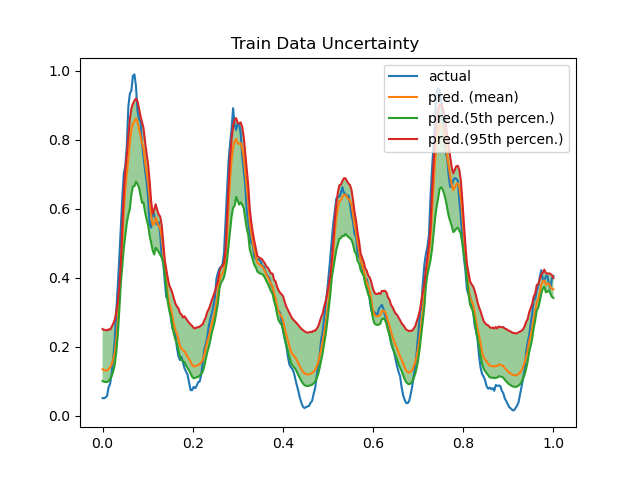 Train Data Uncertainty
actual
pred. (mean)
pred.(5th percen.)
pred.(95th percen.)
1.0
0.8
0.6
0.4
0.2
0.0
0.0 0.2 0.4 0.6 0.8 1.0